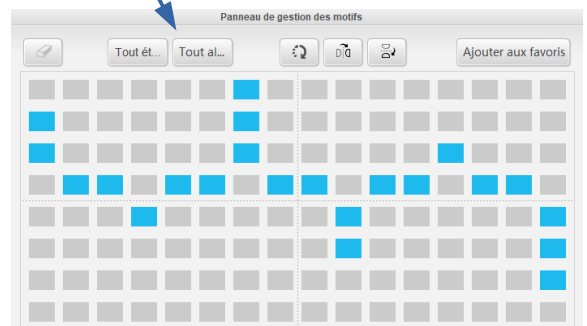 Panneau de gestion des motifs
Tout ét... Tout al... Ajouter aux favoris